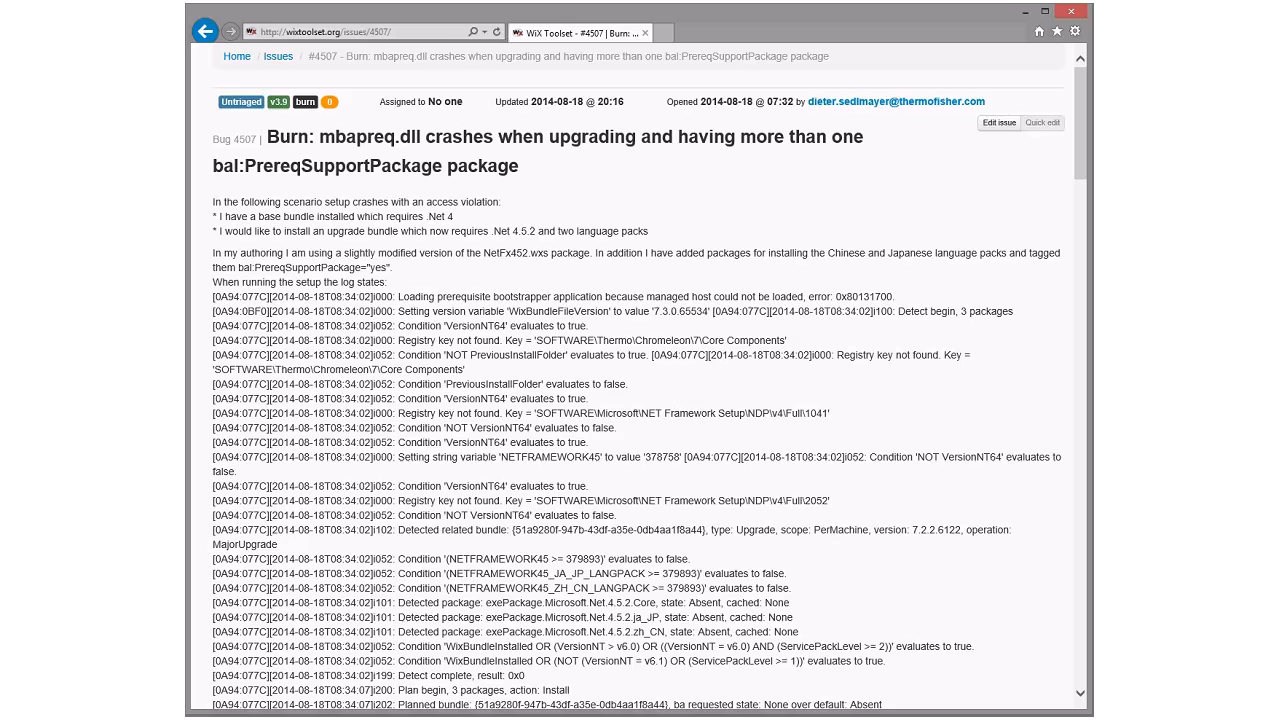 http://wixtoolset.org/issues/4507/
WiX Toolset - #4507 | Burn: ...
Home / Issues / #4507 - Burn: mbapreq.dll crashes when upgrading and having more than one bal:PrereqSupportPackage package
Untriaged v3.9 burn 0 Assigned to No one Updated 2014-08-18 @ 20:16 Opened 2014-08-18 @ 07:32 by dieter.sedlmayer@thermofisher.com
Edit issue Quick edit
Bug 4507 | Burn: mbapreq.dll crashes when upgrading and having more than one
bal:PrereqSupportPackage package
In the following scenario setup crashes with an access violation:
* I have a base bundle installed which requires .Net 4
* I would like to install an upgrade bundle which now requires .Net 4.5.2 and two language packs
In my authoring I am using a slightly modified version of the NetFx452.wxs package. In addition I have added packages for installing the Chinese and Japanese language packs and tagged
them bal:PrereqSupportPackage="yes".
When running the setup the log states:
[0A94:077C][2014-08-18T08:34:02]i000: Loading prerequisite bootstrapper application because managed host could not be loaded, error: 0x80131700.
[0A94:0BF0][2014-08-18T08:34:02]i000: Setting version variable 'WixBundleFileVersion' to value '7.3.0.65534' [0A94:077C][2014-08-18T08:34:02]i100: Detect begin, 3 packages
[0A94:077C][2014-08-18T08:34:02]i052: Condition 'VersionNT64' evaluates to true.
[0A94:077C][2014-08-18T08:34:02]i000: Registry key not found. Key = 'SOFTWARE\Thermo\Chromeleon\7\Core Components'
[0A94:077C][2014-08-18T08:34:02]i052: Condition 'NOT PreviousInstallFolder' evaluates to true. [0A94:077C][2014-08-18T08:34:02]i000: Registry key not found. Key =
'SOFTWARE\Thermo\Chromeleon\7\Core Components'
[0A94:077C][2014-08-18T08:34:02]i052: Condition 'PreviousInstallFolder' evaluates to false.
[0A94:077C][2014-08-18T08:34:02]i052: Condition 'VersionNT64' evaluates to true.
[0A94:077C][2014-08-18T08:34:02]i000: Registry key not found. Key = 'SOFTWARE\Microsoft\NET Framework Setup\NDP\v4\Full\1041'
[0A94:077C][2014-08-18T08:34:02]i052: Condition 'NOT VersionNT64' evaluates to false.
[0A94:077C][2014-08-18T08:34:02]i052: Condition 'VersionNT64' evaluates to true.
[0A94:077C][2014-08-18T08:34:02]i000: Setting string variable 'NETFRAMEWORK45' to value '378758' [0A94:077C][2014-08-18T08:34:02]i052: Condition 'NOT VersionNT64' evaluates to
false.
[0A94:077C][2014-08-18T08:34:02]i052: Condition 'VersionNT64' evaluates to true.
[0A94:077C][2014-08-18T08:34:02]i000: Registry key not found. Key = 'SOFTWARE\Microsoft\NET Framework Setup\NDP\v4\Full\2052'
[0A94:077C][2014-08-18T08:34:02]i052: Condition 'NOT VersionNT64' evaluates to false.
[0A94:077C][2014-08-18T08:34:02]i102: Detected related bundle: {51a9280f-947b-43df-a35e-0db4aa1f8a44}, type: Upgrade, scope: PerMachine, version: 7.2.2.6122, operation:
MajorUpgrade
[0A94:077C][2014-08-18T08:34:02]i052: Condition '(NETFRAMEWORK45 >= 379893)' evaluates to false.
[0A94:077C][2014-08-18T08:34:02]i052: Condition '(NETFRAMEWORK45_JA_JP_LANGPACK >= 379893)' evaluates to false.
[0A94:077C][2014-08-18T08:34:02]i052: Condition '(NETFRAMEWORK45_ZH_CN_LANGPACK >= 379893)' evaluates to false.
[0A94:077C][2014-08-18T08:34:02]i101: Detected package: exePackage.Microsoft.Net.4.5.2.Core, state: Absent, cached: None
[0A94:077C][2014-08-18T08:34:02]i101: Detected package: exePackage.Microsoft.Net.4.5.2.ja_JP, state: Absent, cached: None
[0A94:077C][2014-08-18T08:34:02]i101: Detected package: exePackage.Microsoft.Net.4.5.2.zh_CN, state: Absent, cached: None
[0A94:077C][2014-08-18T08:34:02]i052: Condition 'WixBundleInstalled OR (VersionNT > v6.0) OR ((VersionNT = v6.0) AND (ServicePackLevel >= 2))' evaluates to true.
[0A94:077C][2014-08-18T08:34:02]i052: Condition 'WixBundleInstalled OR (NOT (VersionNT = v6.1) OR (ServicePackLevel >= 1))' evaluates to true.
[0A94:077C][2014-08-18T08:34:02]i199: Detect complete, result: 0x0
[0A94:077C][2014-08-18T08:34:07]i200: Plan begin, 3 packages, action: Install
[0A94:077C][2014-08-18T08:34:07]i202: Planned bundle: {51a9280f-947b-43df-a35e-0db4aa1f8a44}, ba requested state: None over default: Absent